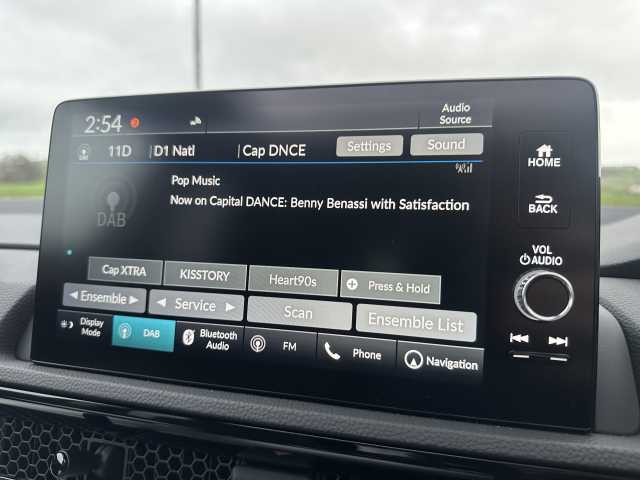 2:54
Audio
Source
11D D1 Natl Cap DNCE Settings Sound
DAB
Pop Music
Now on Capital DANCE: Benny Benassi with Satisfaction
HOME
BACK
VOL
AUDIO
Cap XTRA KISSTORY Heart90s Press & Hold
Ensemble Service Scan Ensemble List
Display
Mode
DAB
Bluetooth
Audio
FM
Phone
Navigation